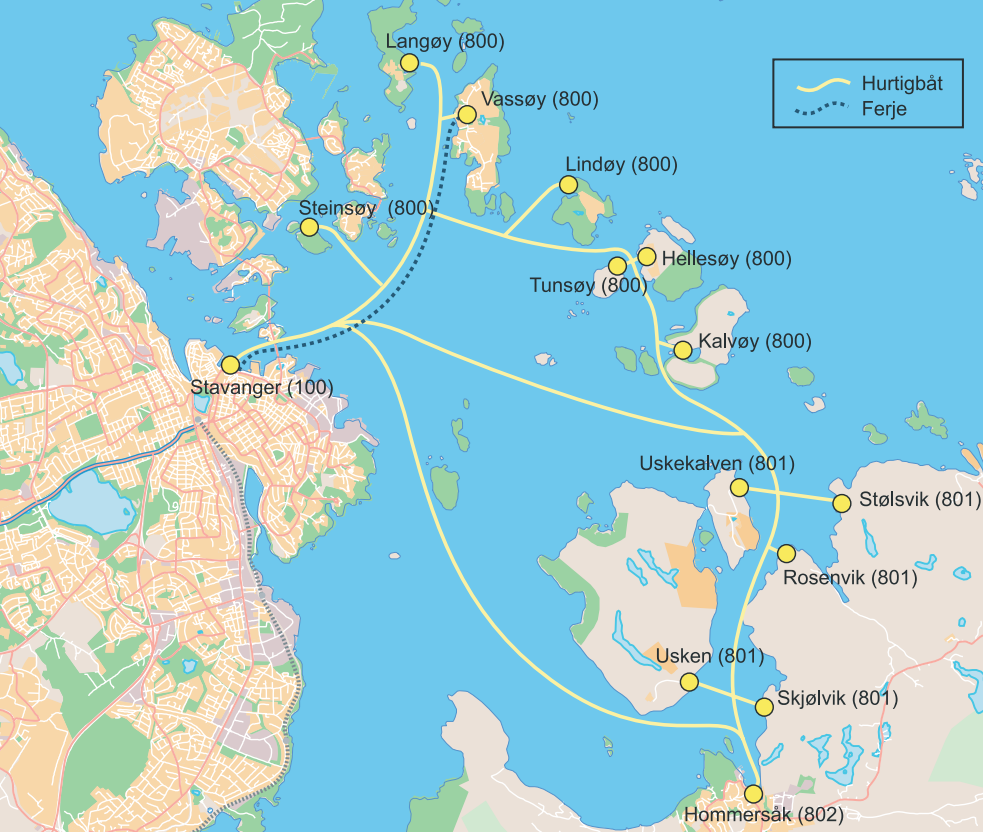 Langøy (800)
Hurtigbåt
Vassøy (800)
Ferje
Lindøy (800)
Steinsøy (800)
Hellesøy (800)
Tunsøy (800)
Kalvøy (800)
Stavanger (100)
Uskekalven (801)
Stølsvik (801)
Rosenvik (801)
Usken (801)
Skjølvik (801)
Hommersåk (802)